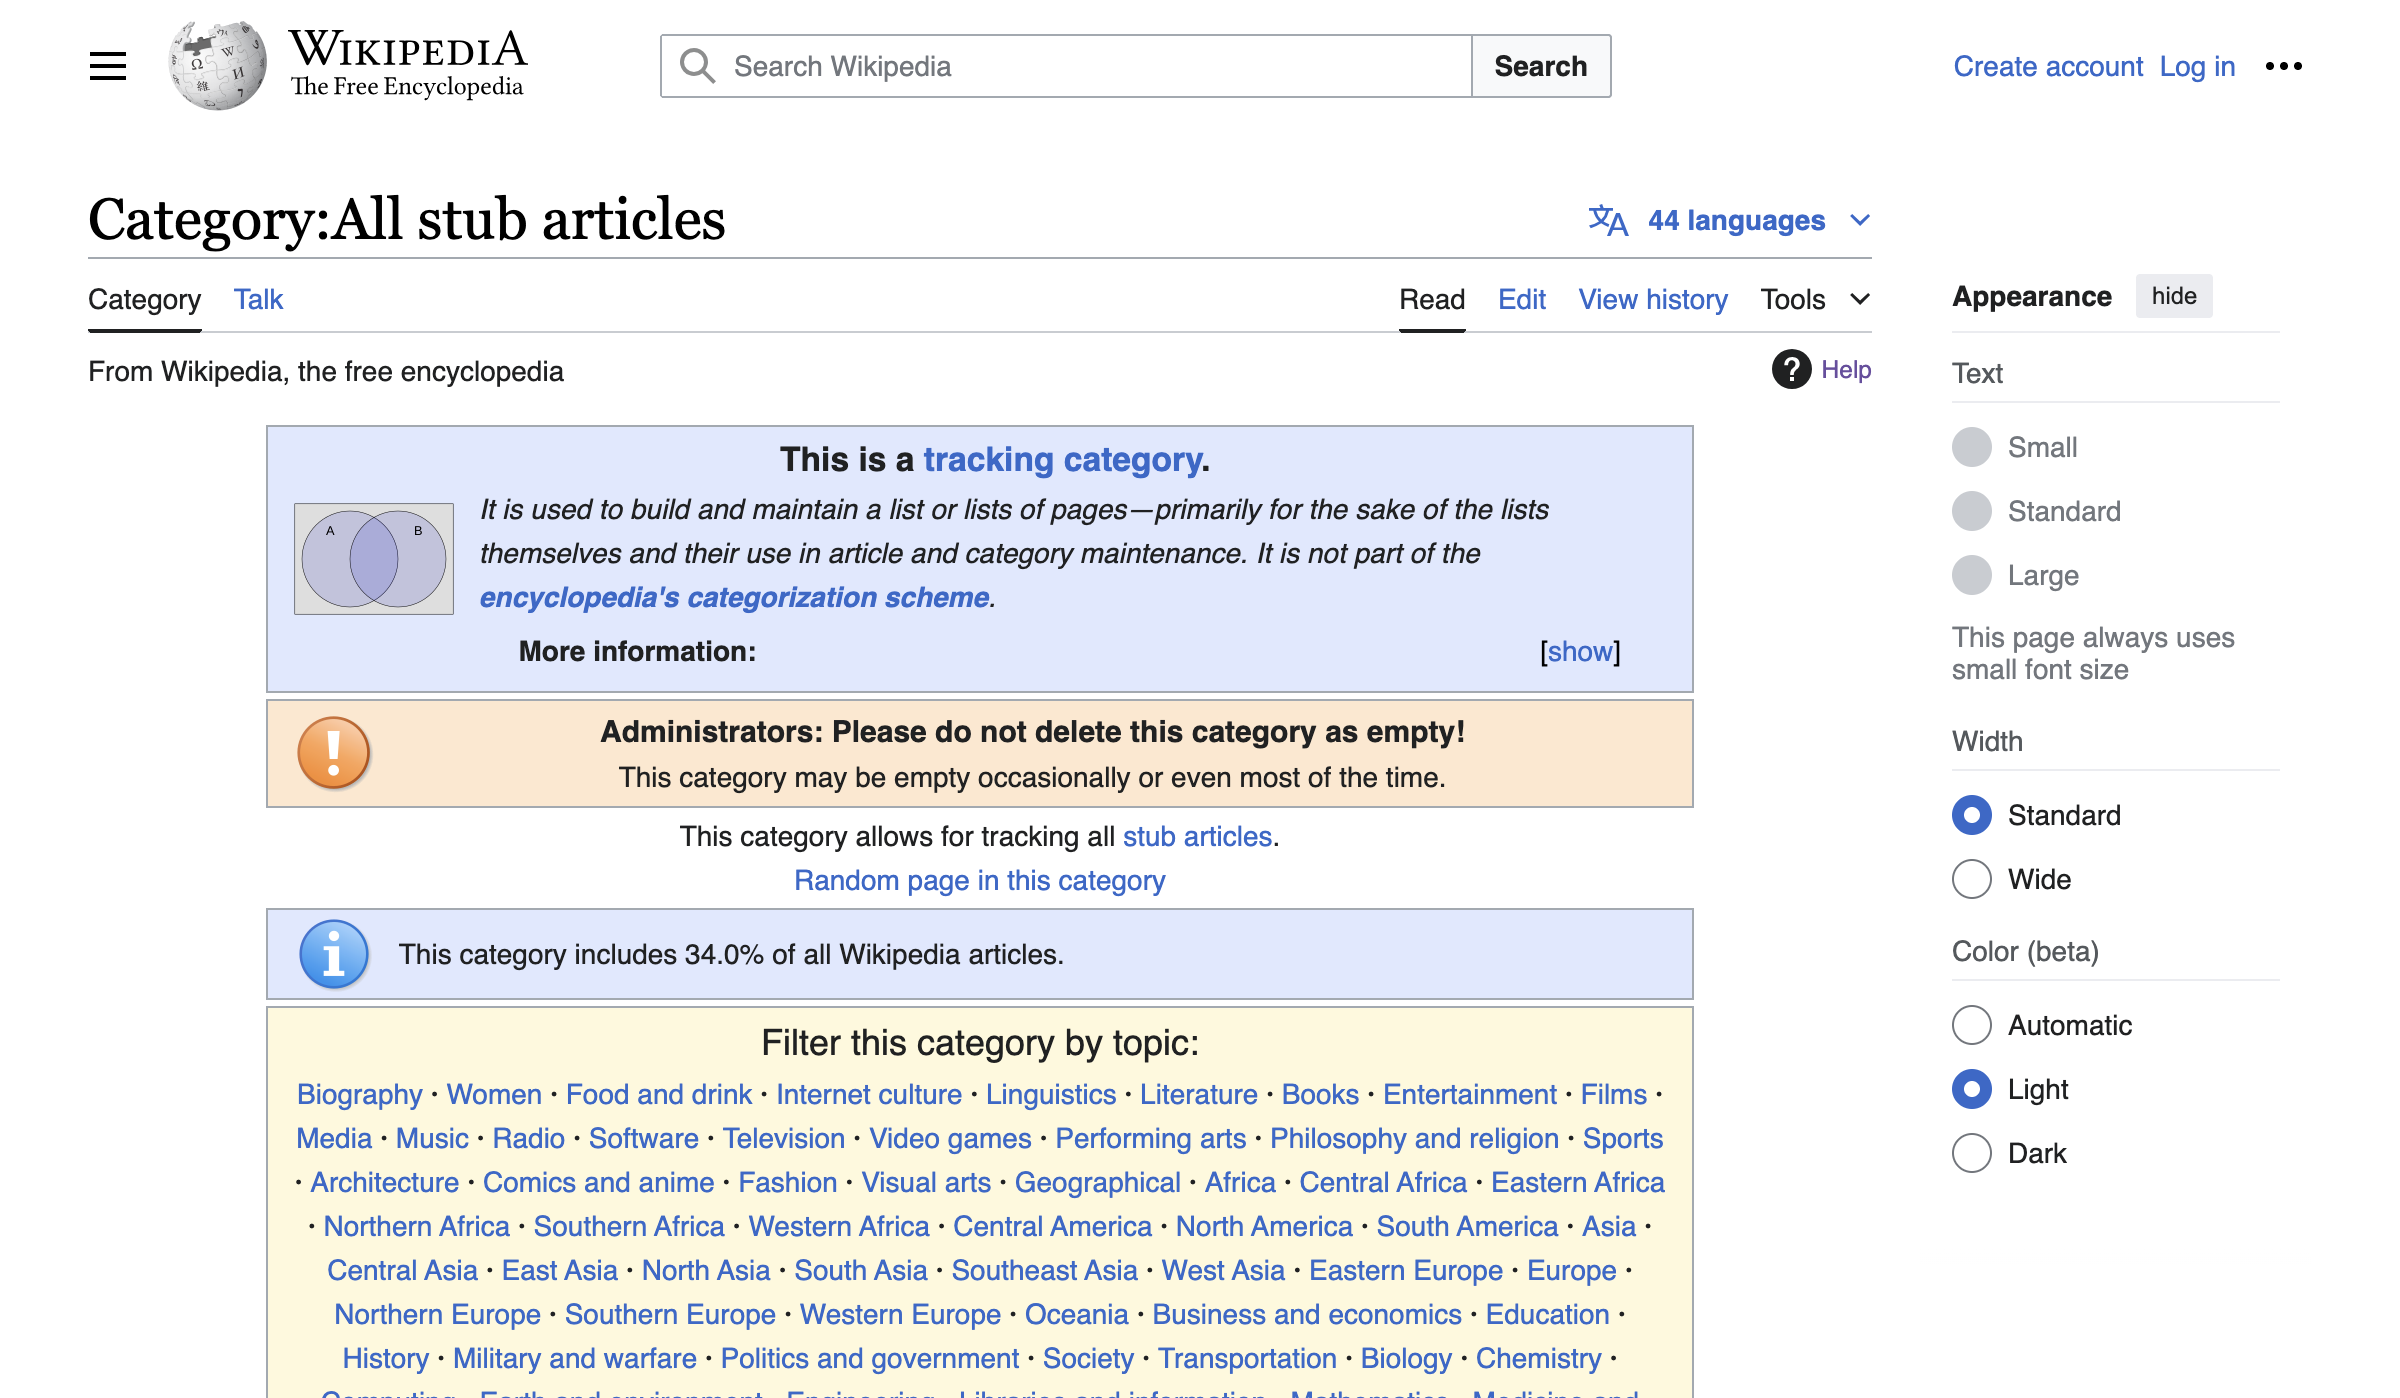 WIKIPEDIA
The Free Encyclopedia
Search Wikipedia
Search
Create account Log in
Category:All stub articles
44 languages
Category Talk
Read Edit View history Tools
From Wikipedia, the free encyclopedia
Help
This is a tracking category.
It is used to build and maintain a list or lists of pages—primarily for the sake of the lists
themselves and their use in article and category maintenance. It is not part of the
encyclopedia's categorization scheme.
A B
More information: [show]
Administrators: Please do not delete this category as empty!
This category may be empty occasionally or even most of the time.
This category allows for tracking all stub articles.
Random page in this category
This category includes 34.0% of all Wikipedia articles.
Filter this category by topic:
Biography · Women · Food and drink · Internet culture · Linguistics · Literature · Books · Entertainment · Films ·
Media · Music · Radio · Software · Television · Video games · Performing arts · Philosophy and religion · Sports
· Architecture · Comics and anime · Fashion · Visual arts · Geographical · Africa · Central Africa · Eastern Africa
· Northern Africa · Southern Africa · Western Africa · Central America · North America · South America · Asia ·
Central Asia · East Asia · North Asia · South Asia · Southeast Asia · West Asia · Eastern Europe · Europe ·
Northern Europe · Southern Europe · Western Europe · Oceania · Business and economics · Education ·
History · Military and warfare · Politics and government · Society · Transportation · Biology · Chemistry ·
Computing · Earth and environment · Engineering · Libraries and information · Mathematics · Medicine and
Appearance hide
Text
Small
Standard
Large
This page always uses
small font size
Width
Standard
Wide
Color (beta)
Automatic
Light
Dark